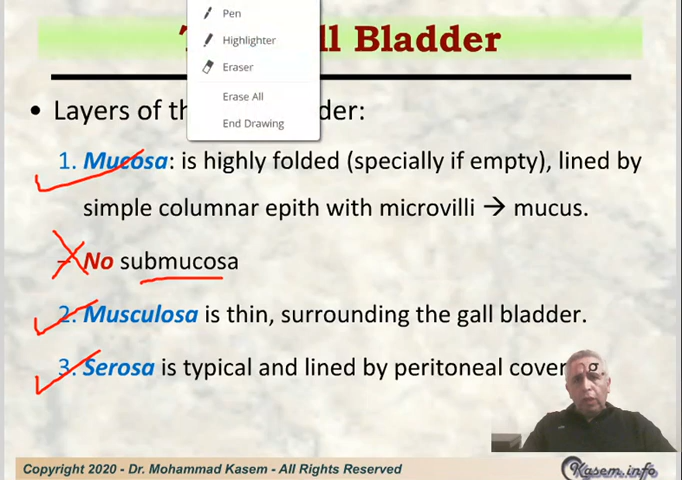 Pen
Highlighter
Eraser
Erase All
End Drawing
ll Bladder
• Layers of th der:
1. Mucosa: is highly folded (specially if empty), lined by
simple columnar epith with microvilli → mucus.
No submucosa
2. Musculosa is thin, surrounding the gall bladder.
3. Serosa is typical and lined by peritoneal cover g.
Copyright 2020 - Dr. Mohammad Kasem - All Rights Reserved
Kasem.info